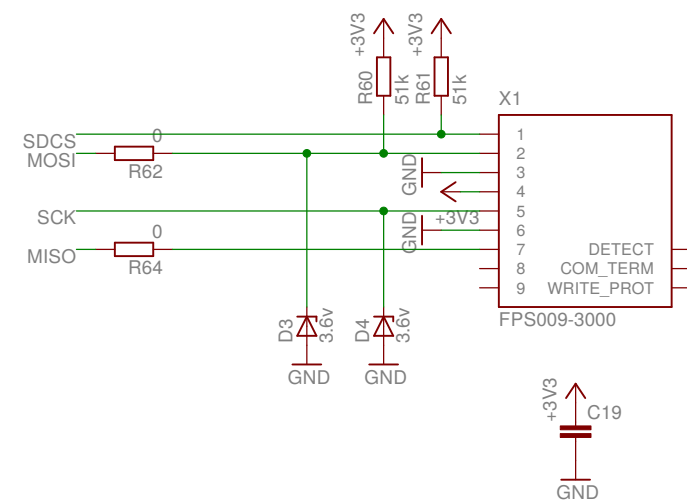 +3V3
+3V3
R60
51k
R61
51k
X1
SDCS
0
1
MOSI
R62
2
GND
3
4
SCK
+3V3
5
GND
6
0
MISO
R64
7
DETECT
8
COM_TERM
9
WRITE_PROT
FPS009-3000
D3
3.6v
D4
3.6v
GND
GND
+3V3
C19
GND